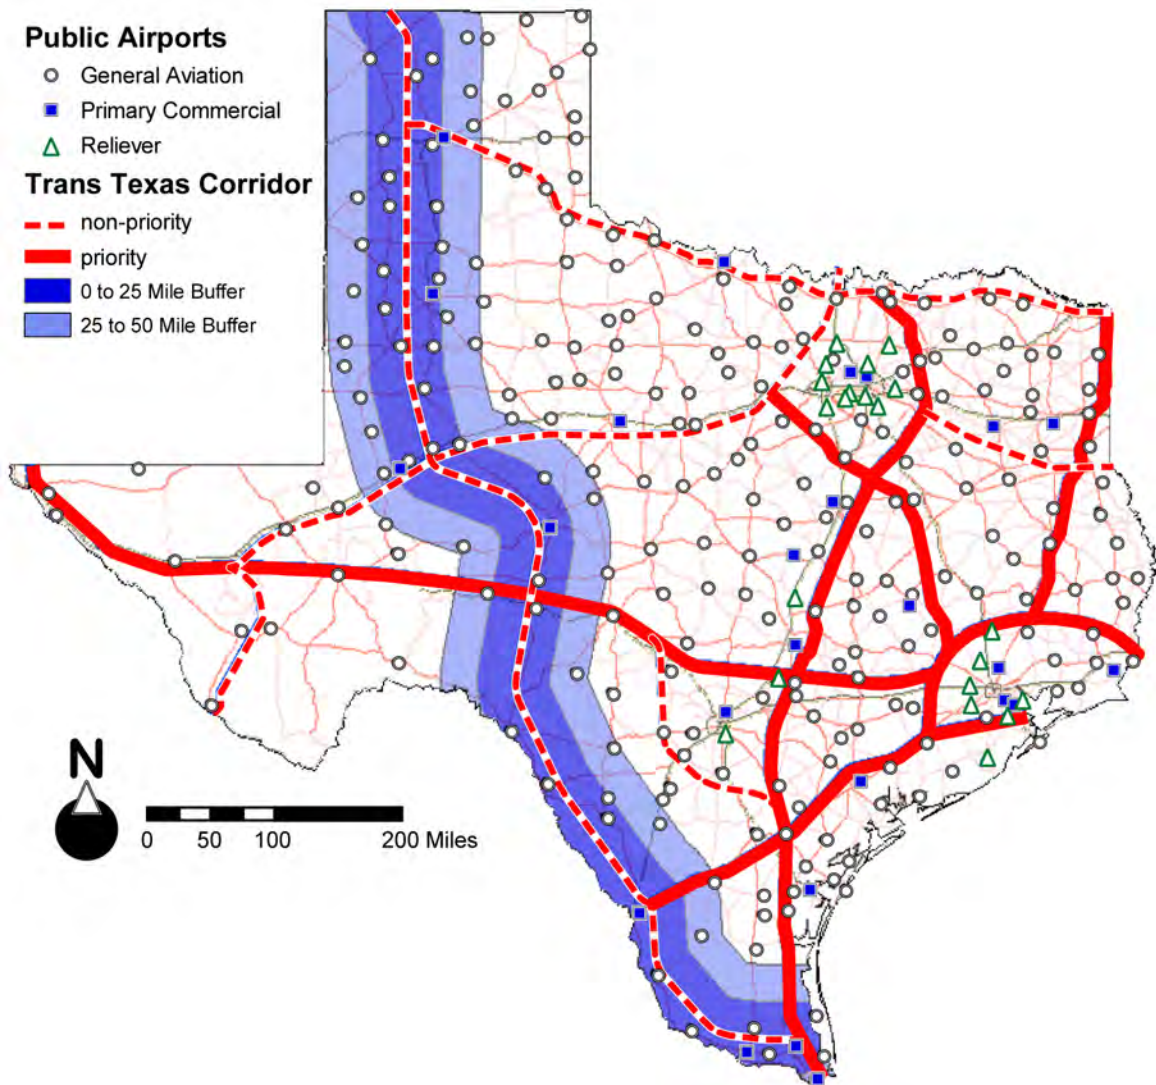 Public Airports
General Aviation
Primary Commercial
Reliever
Trans Texas Corridor
non-priority
priority
0 to 25 Mile Buffer
25 to 50 Mile Buffer
N
0 50 100 200 Miles